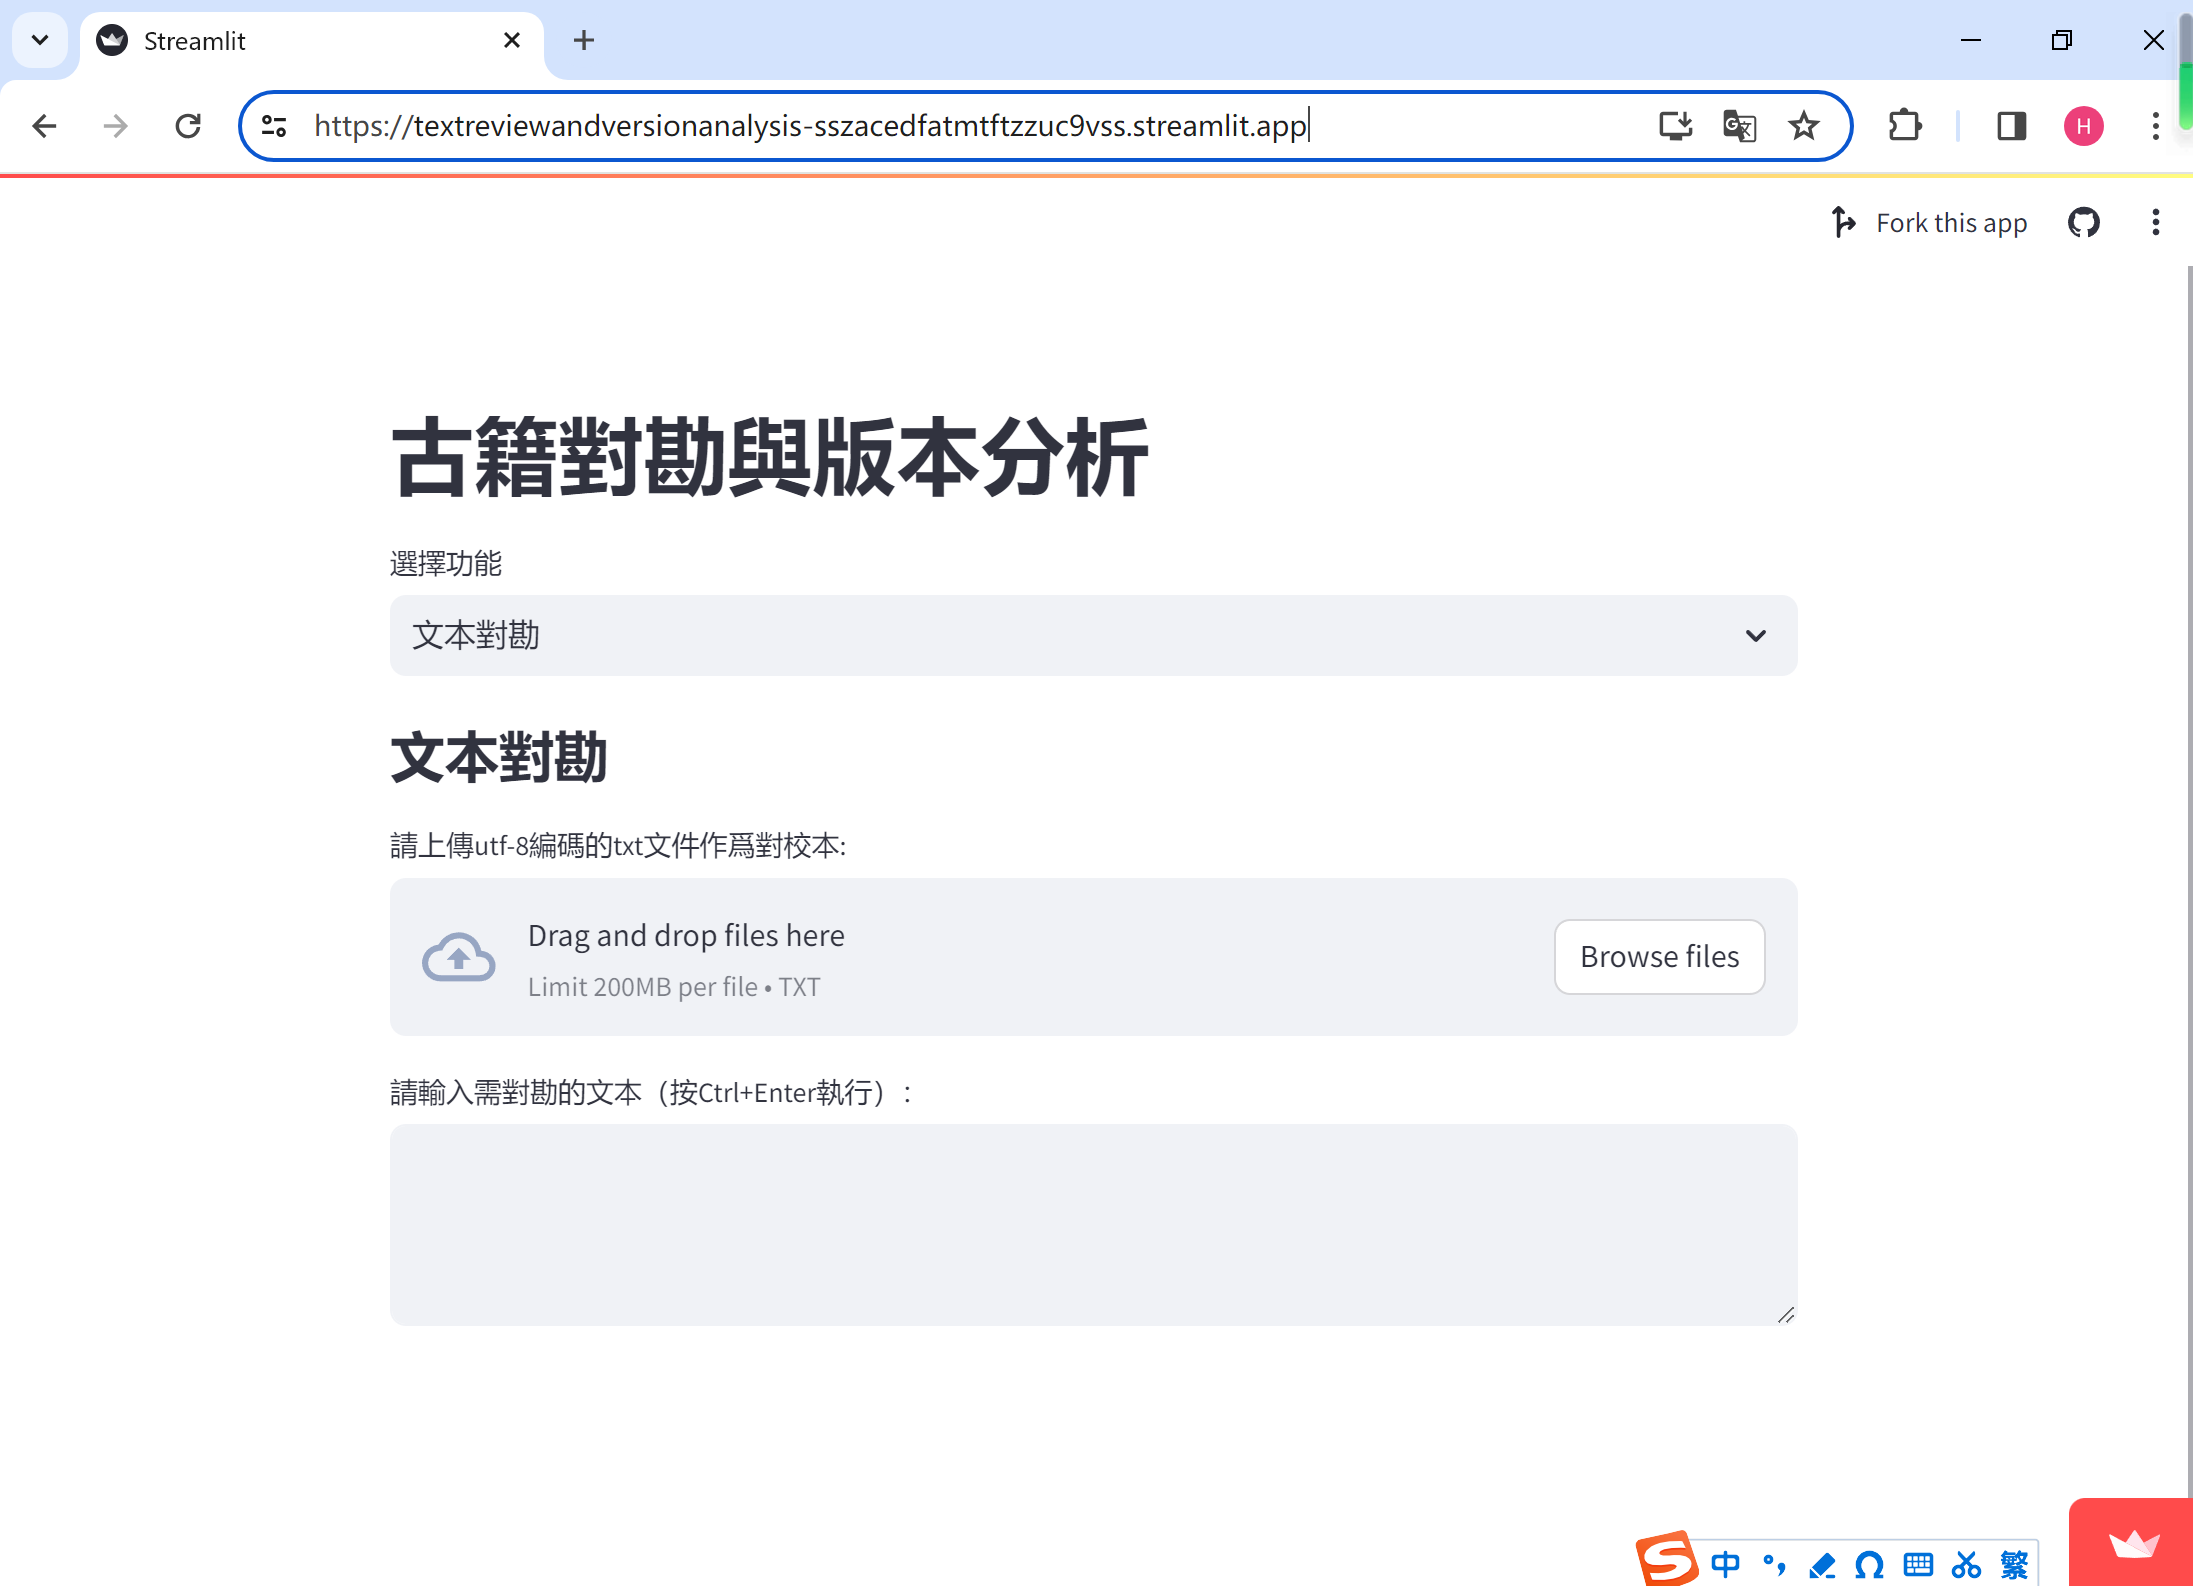 Streamlit
https://textreviewandversionanalysis-sszacedfatmtftzzuc9vss.streamlit.app
H
Fork this app
古籍對勘與版本分析
選擇功能
文本對勘
文本對勘
請上傳utf-8編碼的txt文件作爲對校本:
Drag and drop files here
Limit 200MB per file • TXT
Browse files
請輸入需對勘的文本（按Ctrl+Enter執行）:
S 中 °, 繁